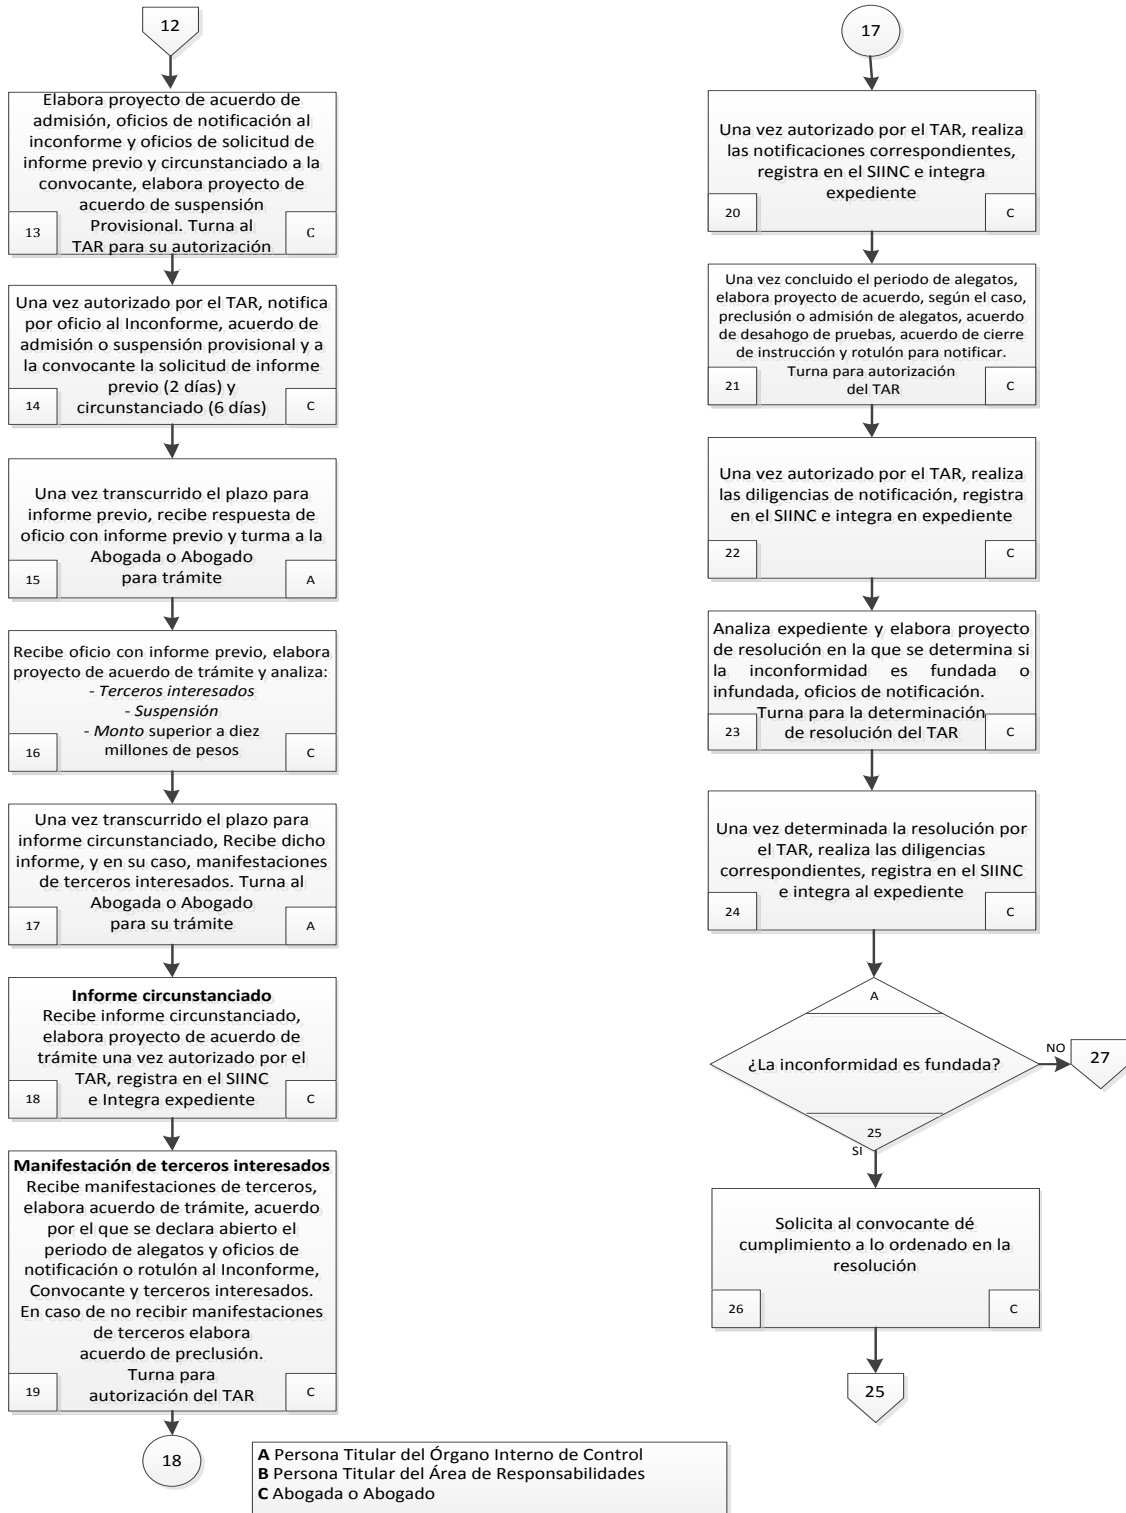 12
Elabora proyecto de acuerdo de
admisión, oficios de notificación al
inconforme y oficios de solicitud de
informe previo y circunstanciado a la
convocante, elabora proyecto de
acuerdo de suspensión
Provisional. Turna al
TAR para su autorización
13
C
Una vez autorizado por el TAR, notifica
por oficio al Inconforme, acuerdo de
admisión o suspensión provisional y a
la convocante la solicitud de informe
previo (2 días) y
circunstanciado (6 días)
14
C
Una vez transcurrido el plazo para
informe previo, recibe respuesta de
oficio con informe previo y turma a la
Abogada o Abogado
para trámite
15
A
Recibe oficio con informe previo, elabora
proyecto de acuerdo de trámite y analiza:
- Terceros interesados
- Suspensión
- Monto superior a diez
millones de pesos
16
C
Una vez transcurrido el plazo para
informe circunstanciado, Recibe dicho
informe, y en su caso, manifestaciones
de terceros interesados. Turna al
Abogada o Abogado
para su trámite
17
A
Informe circunstanciado
Recibe informe circunstanciado,
elabora proyecto de acuerdo de
trámite una vez autorizado por el
TAR, registra en el SIINC
e Integra expediente
18
C
Manifestación de terceros interesados
Recibe manifestaciones de terceros,
elabora acuerdo de trámite, acuerdo
por el que se declara abierto el
periodo de alegatos y oficios de
notificación o rotulón al Inconforme,
Convocante y terceros interesados.
En caso de no recibir manifestaciones
de terceros elabora
acuerdo de preclusión.
Turna para
autorización del TAR
19
C
18
17
Una vez autorizado por el TAR, realiza
las notificaciones correspondientes,
registra en el SIINC e integra
expediente
20
C
Una vez concluido el periodo de alegatos,
elabora proyecto de acuerdo, según el caso,
preclusión o admisión de alegatos, acuerdo
de desahogo de pruebas, acuerdo de cierre
de instrucción y rotulón para notificar.
Turna para autorización
del TAR
21
C
Una vez autorizado por el TAR, realiza
las diligencias de notificación, registra
en el SIINC e integra en expediente
22
C
Analiza expediente y elabora proyecto
de resolución en la que se determina si
la inconformidad es fundada o
infundada, oficios de notificación.
Turna para la determinación
de resolución del TAR
23
C
Una vez determinada la resolución por
el TAR, realiza las diligencias
correspondientes, registra en el SIINC
e integra al expediente
24
C
A
¿La inconformidad es fundada?
25
NO
27
SI
Solicita al convocante dé
cumplimiento a lo ordenado en la
resolución
26
C
25
A Persona Titular del Órgano Interno de Control
B Persona Titular del Área de Responsabilidades
C Abogada o Abogado